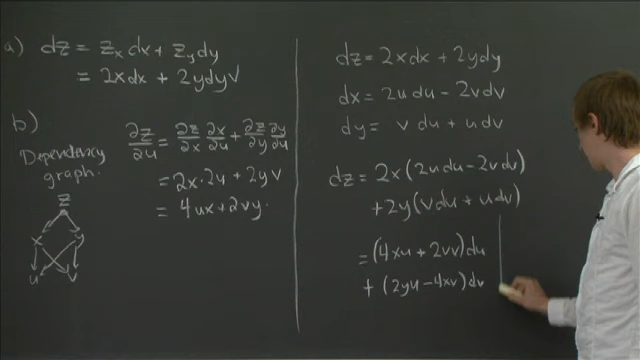 a) dz = z_x dx + z_y dy
= 2x dx + 2y dy √
b)
Dependency
graph.
z
x y
u v
∂z/∂u = ∂z/∂x ∂x/∂u + ∂z/∂y ∂y/∂u
= 2x·2u + 2y v
= 4ux + 2vy.
dz = 2x dx + 2y dy
dx = 2u du - 2v dv
dy = v du + u dv
dz = 2x(2u du - 2v dv)
+ 2y(v du + u dv)
= (4xu + 2vv) du
+ (2yu - 4xv) dv